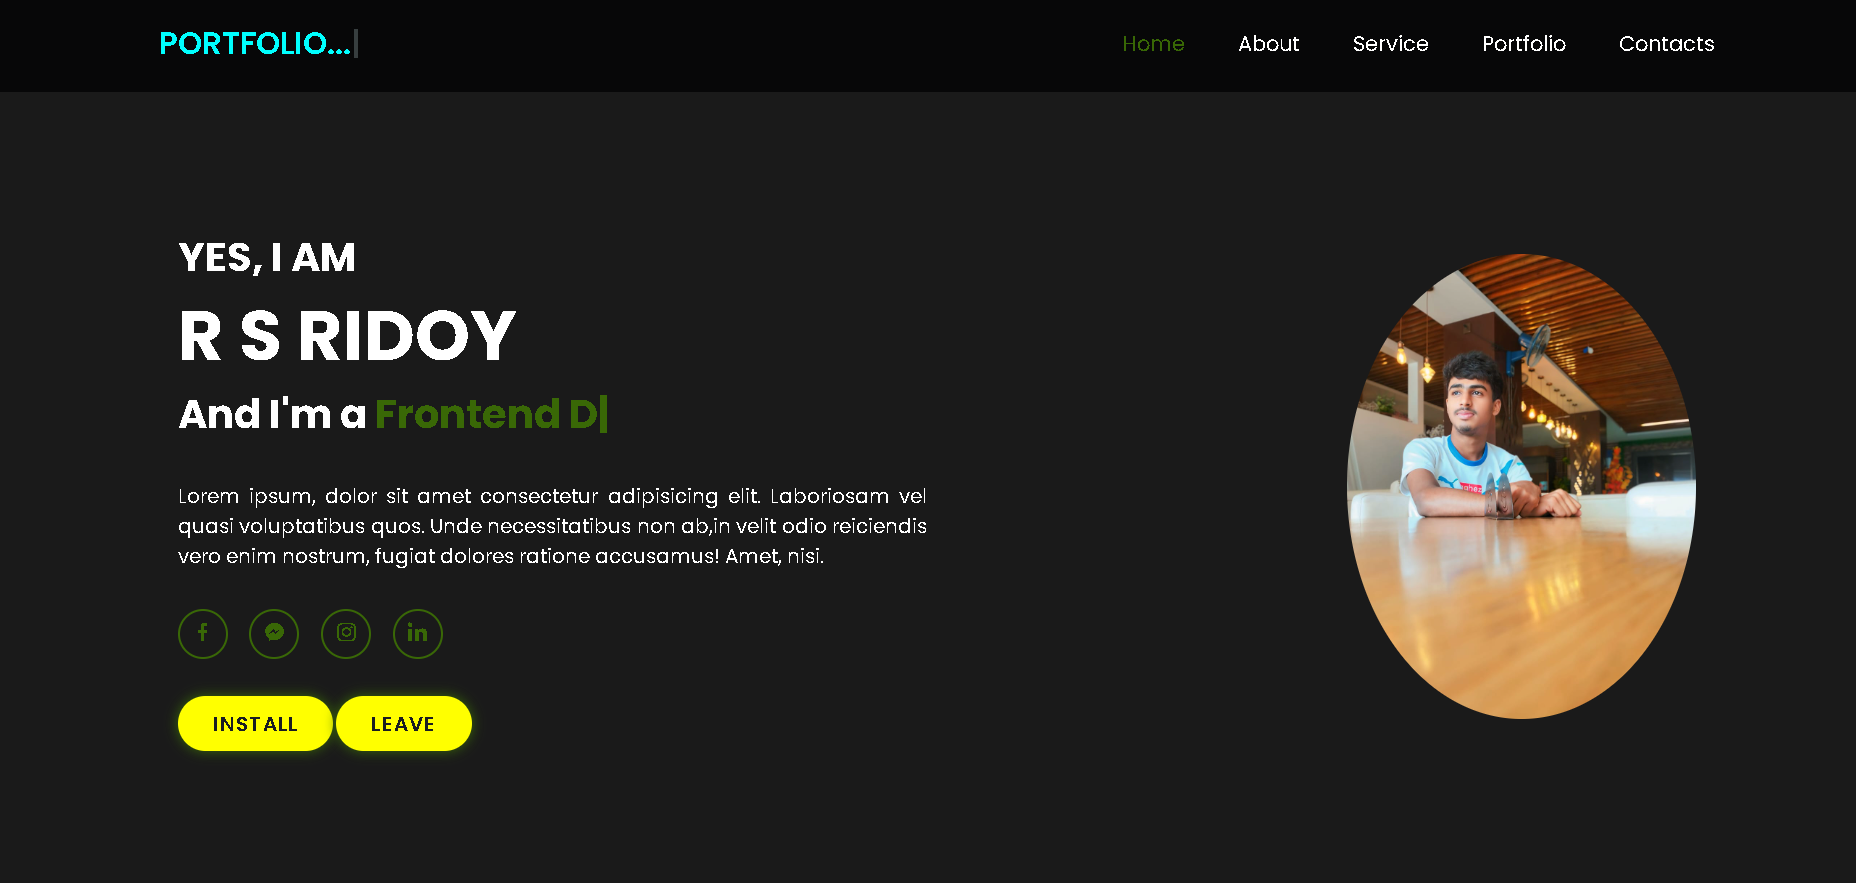 PORTFOLIO...
Home About Service Portfolio Contacts
YES, I AM
R S RIDOY
And I'm a Frontend D
Lorem ipsum, dolor sit amet consectetur adipisicing elit. Laboriosam vel
quasi voluptatibus quos. Unde necessitatibus non ab,in velit odio reiciendis
vero enim nostrum, fugiat dolores ratione accusamus! Amet, nisi.
INSTALL LEAVE